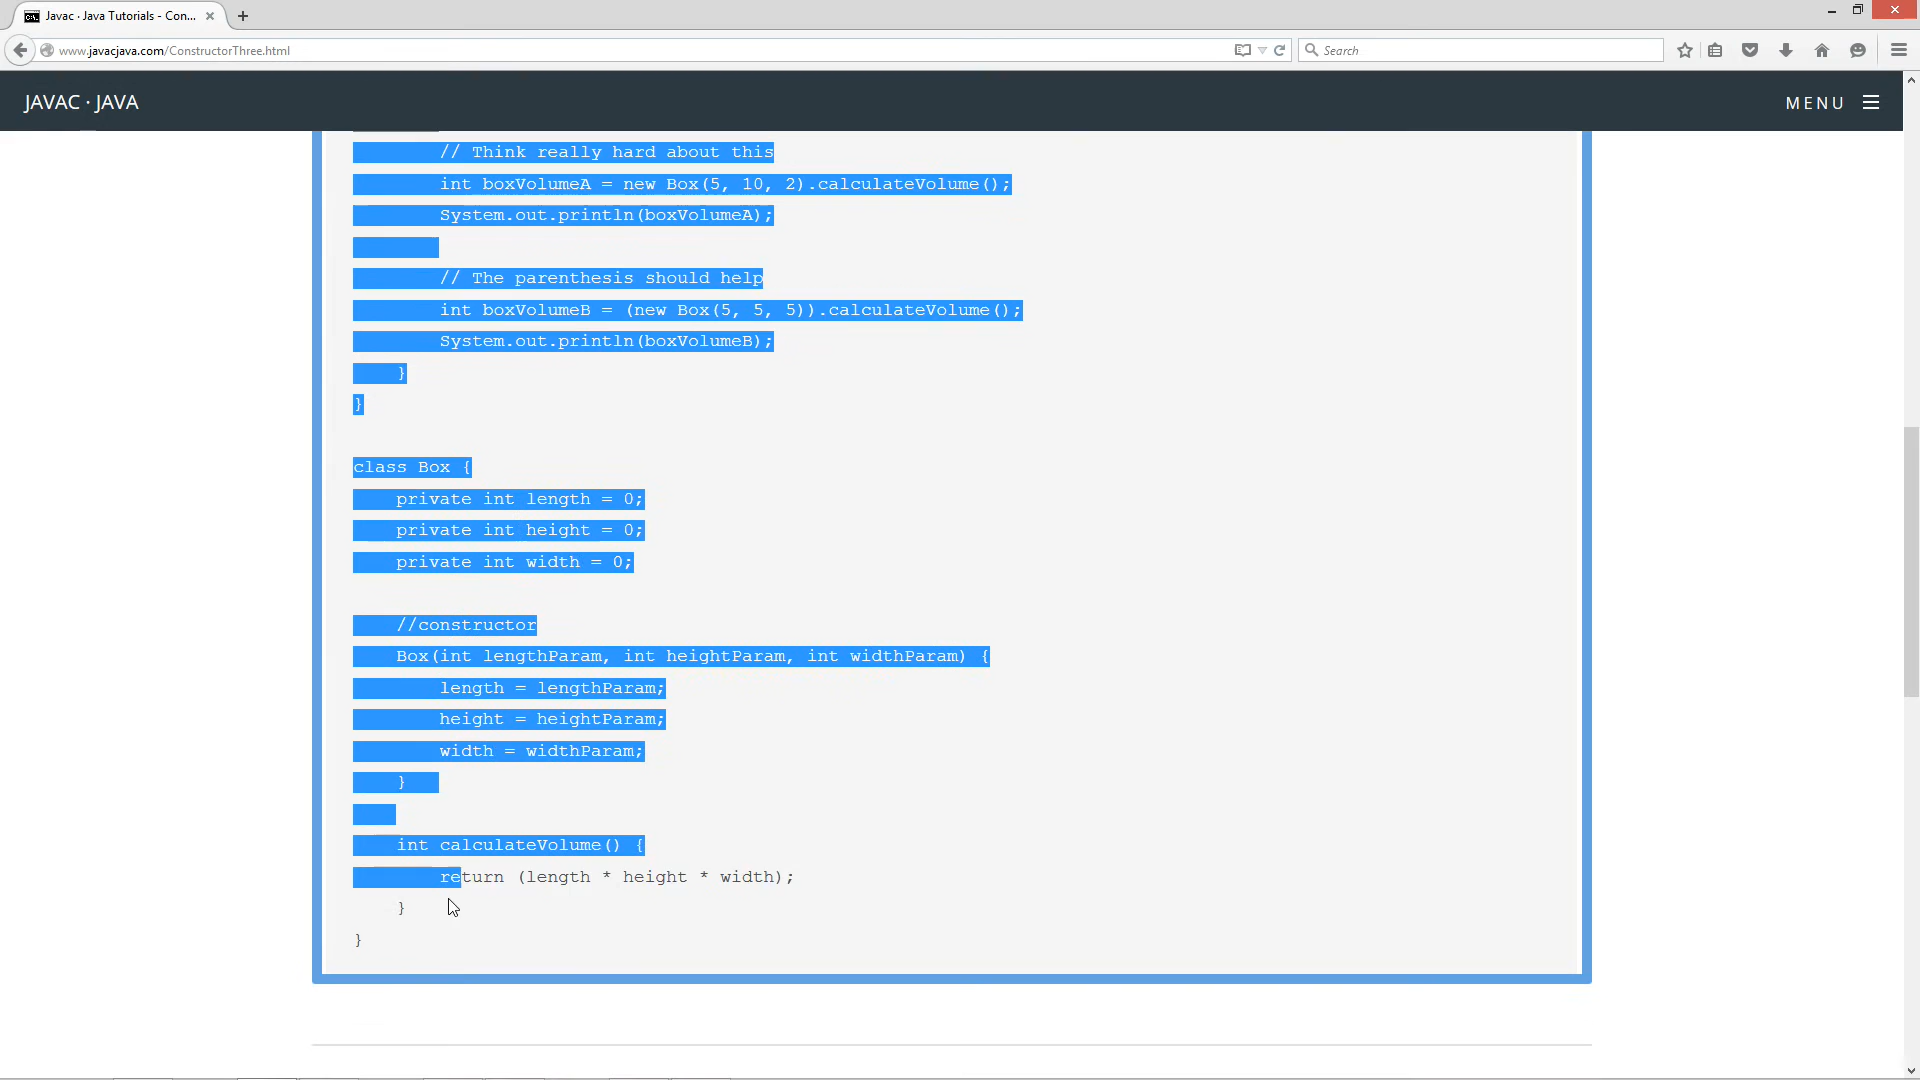 Javac · Java Tutorials - Con...
www.javacjava.com/ConstructorThree.html
Search
JAVAC · JAVA
MENU
// Think really hard about this
int boxVolumeA = new Box(5, 10, 2).calculateVolume();
System.out.println(boxVolumeA);
// The parenthesis should help
int boxVolumeB = (new Box(5, 5, 5)).calculateVolume();
System.out.println(boxVolumeB);
}
}
class Box {
private int length = 0;
private int height = 0;
private int width = 0;
//constructor
Box(int lengthParam, int heightParam, int widthParam) {
length = lengthParam;
height = heightParam;
width = widthParam;
}
int calculateVolume() {
return (length * height * width);
}
}